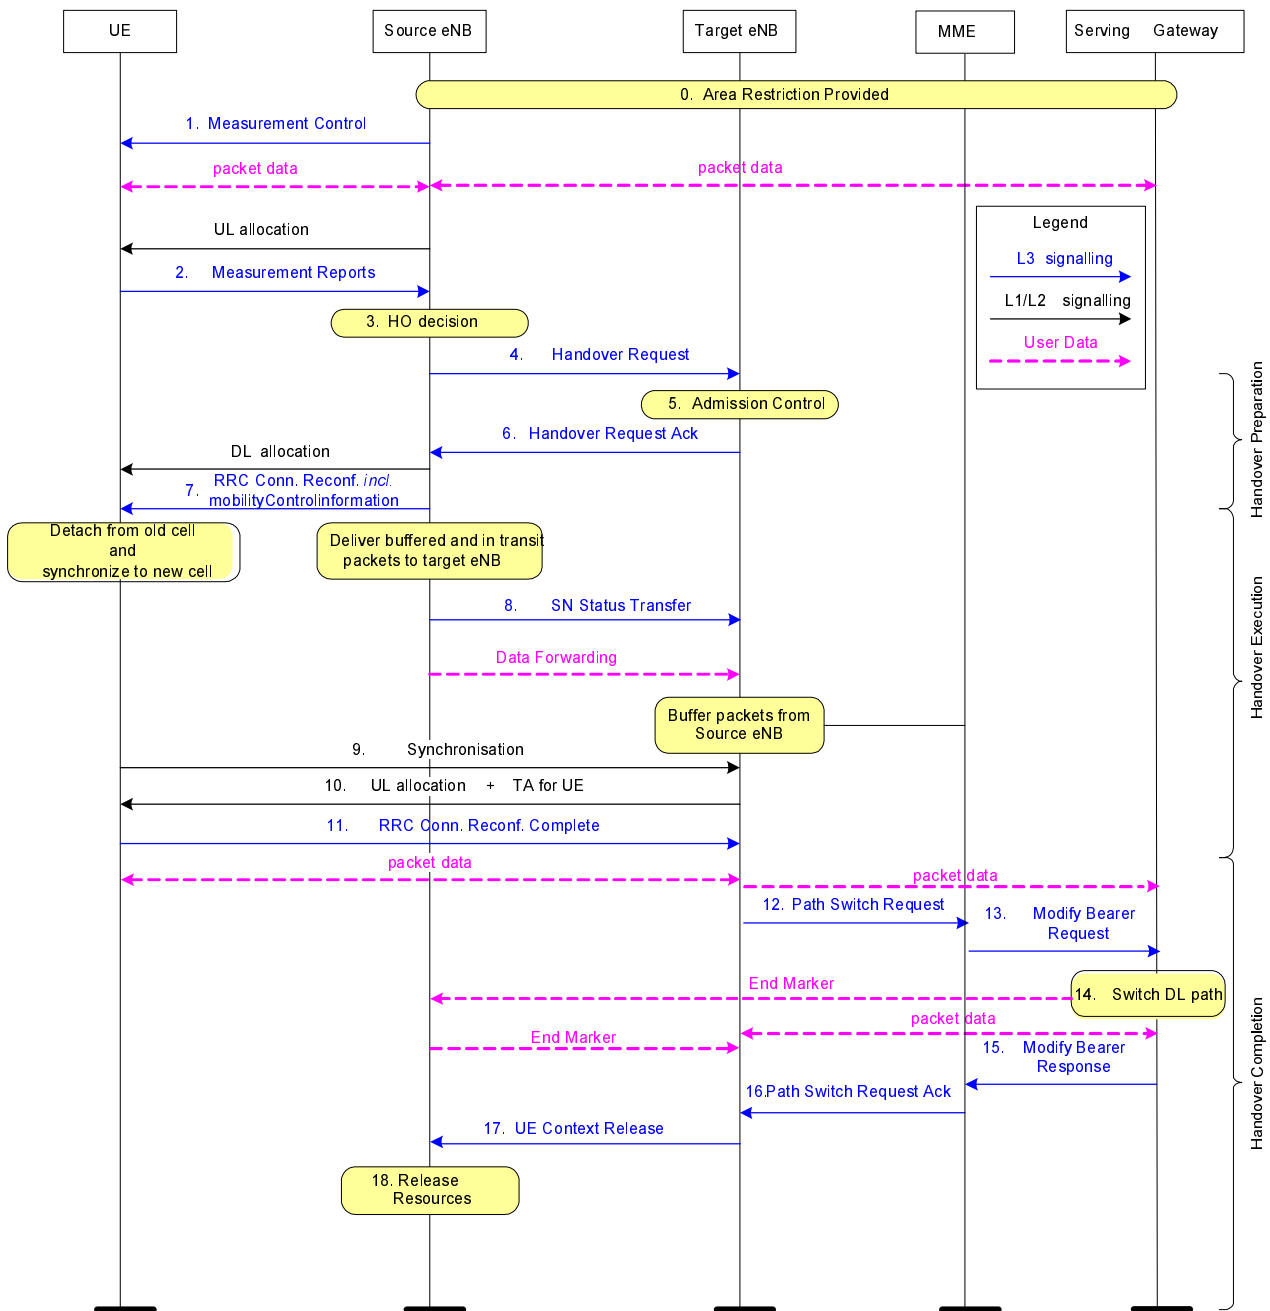 UE
Source eNB
Target eNB
MME
Serving Gateway
0. Area Restriction Provided
1. Measurement Control
packet data
packet data
UL allocation
Legend
L3 signalling
L1/L2 signalling
User Data
2. Measurement Reports
3. HO decision
4. Handover Request
5. Admission Control
6. Handover Request Ack
DL allocation
7. RRC Conn. Reconf. incl.
mobilityControlinformation
Handover Preparation
Detach from old cell
and
synchronize to new cell
Deliver buffered and in transit
packets to target eNB
8. SN Status Transfer
Data Forwarding
Buffer packets from
Source eNB
9. Synchronisation
10. UL allocation + TA for UE
11. RRC Conn. Reconf. Complete
Handover Execution
packet data
packet data
12. Path Switch Request
13. Modify Bearer
Request
End Marker
14. Switch DL path
packet data
End Marker
15. Modify Bearer
Response
16.Path Switch Request Ack
17. UE Context Release
18. Release
Resources
Handover Completion